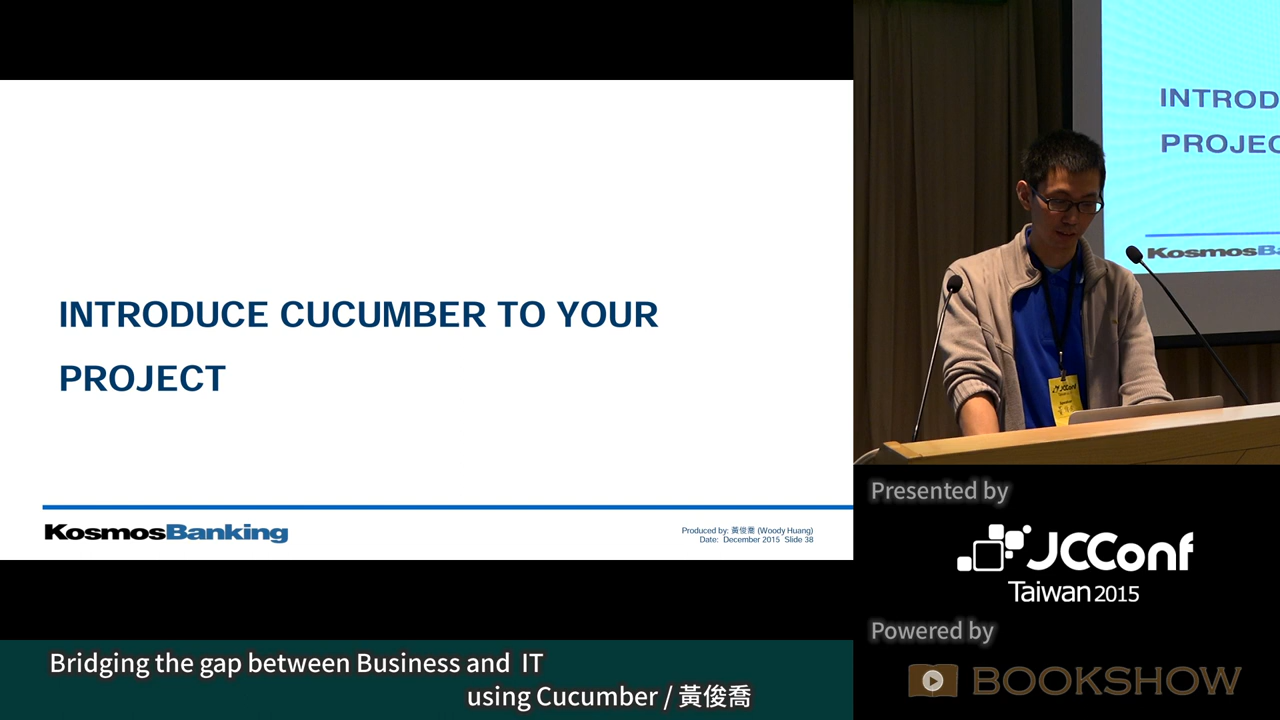 INTRODUCE CUCUMBER TO YOUR
PROJECT
KosmosBanking
Produced by: 黃俊喬 (Woody Huang)
Date: December 2015 Slide 38
INTROD
PROJEC
KosmosBa
JCConf
Presented by
JCConf
Taiwan 2015
Powered by
BOOKSHOW
Bridging the gap between Business and IT
using Cucumber / 黃俊喬